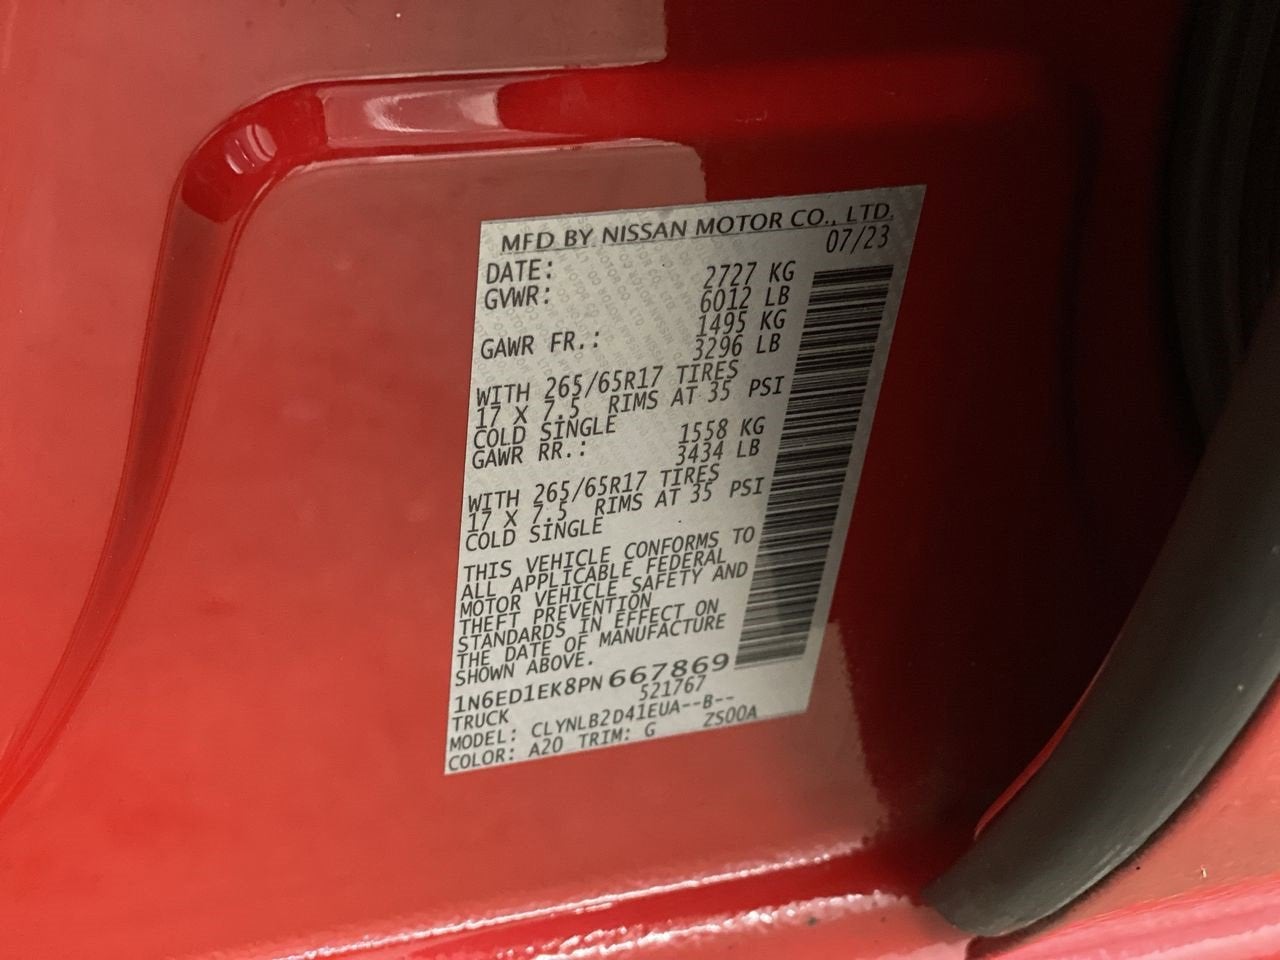 MFD BY NISSAN MOTOR CO., LTD.
DATE: 07/23
GVWR: 2727 KG
6012 LB
GAWR FR.: 1495 KG
3296 LB
WITH 265/65R17 TIRES
17 X 7.5 RIMS AT 35 PSI
COLD SINGLE
GAWR RR.: 1558 KG
3434 LB
WITH 265/65R17 TIRES
17 X 7.5 RIMS AT 35 PSI
COLD SINGLE
THIS VEHICLE CONFORMS TO
ALL APPLICABLE FEDERAL
MOTOR VEHICLE SAFETY AND
THEFT PREVENTION
STANDARDS IN EFFECT ON
THE DATE OF MANUFACTURE
SHOWN ABOVE.
1N6ED1EK8PN667869
TRUCK 521767
MODEL: CLYNLB2D41EUA--B--
COLOR: A20 TRIM: G ZS00A